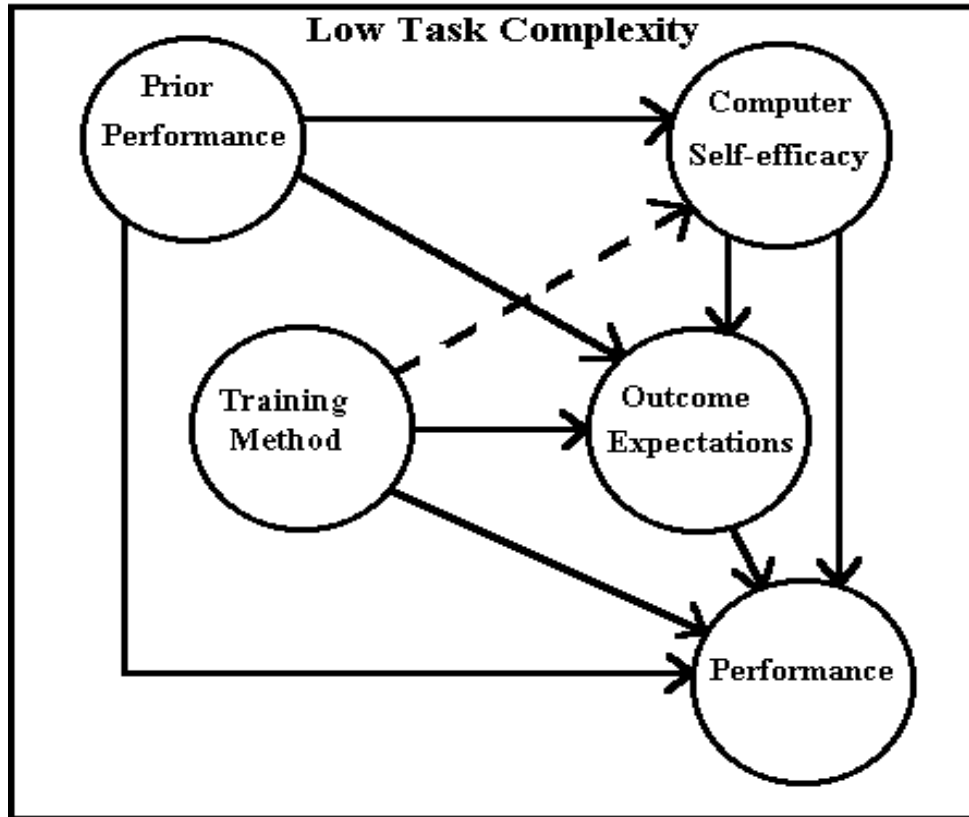 Low Task Complexity
Prior
Performance
Computer
Self-efficacy
Training
Method
Outcome
Expectations
Performance